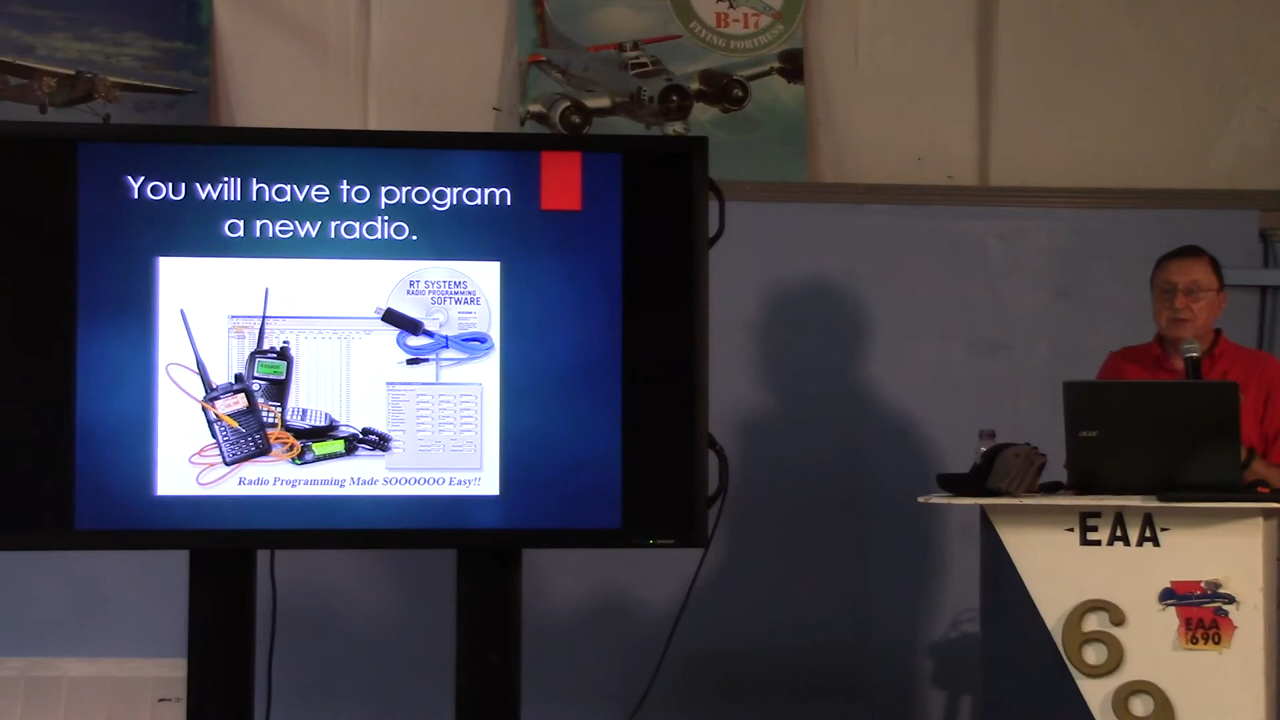 B-17
FLYING FORTRESS
You will have to program
a new radio.
RT SYSTEMS
RADIO PROGRAMMING
SOFTWARE
Radio Programming Made SOOOOOO Easy!!
acer
EAA
6
9
EAA
690